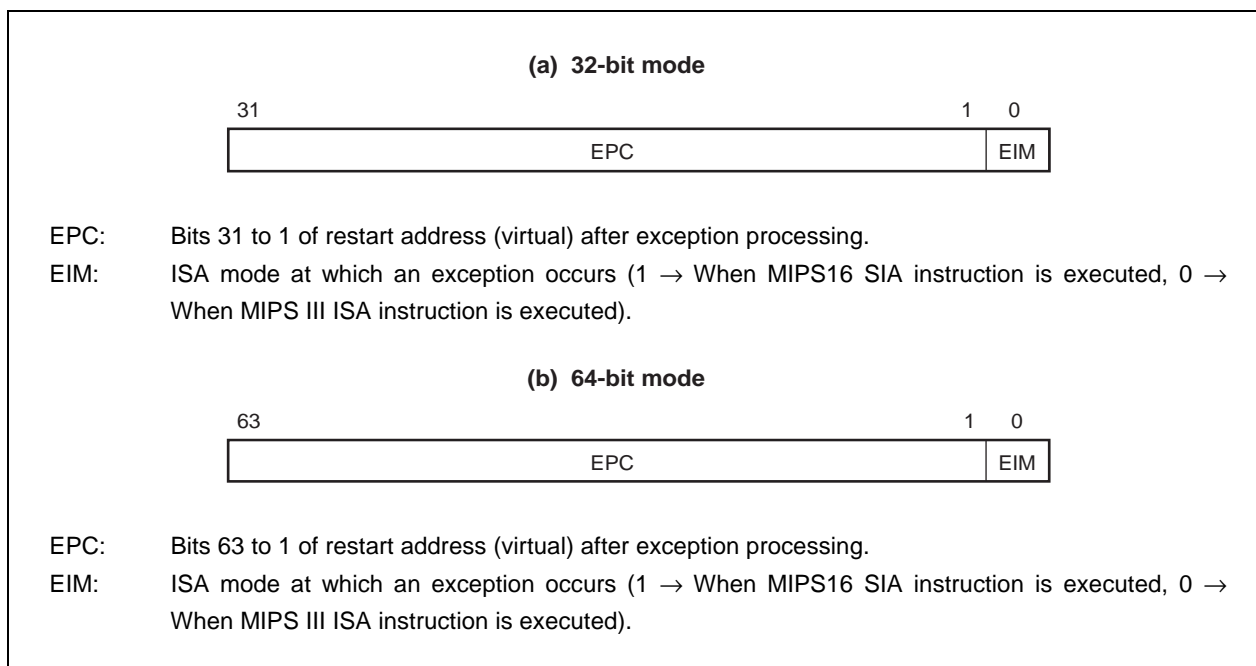 (a) 32-bit mode
31 1 0
EPC EIM
EPC: Bits 31 to 1 of restart address (virtual) after exception processing.
EIM: ISA mode at which an exception occurs (1 → When MIPS16 SIA instruction is executed, 0 →
When MIPS III ISA instruction is executed).
(b) 64-bit mode
63 1 0
EPC EIM
EPC: Bits 63 to 1 of restart address (virtual) after exception processing.
EIM: ISA mode at which an exception occurs (1 → When MIPS16 SIA instruction is executed, 0 →
When MIPS III ISA instruction is executed).